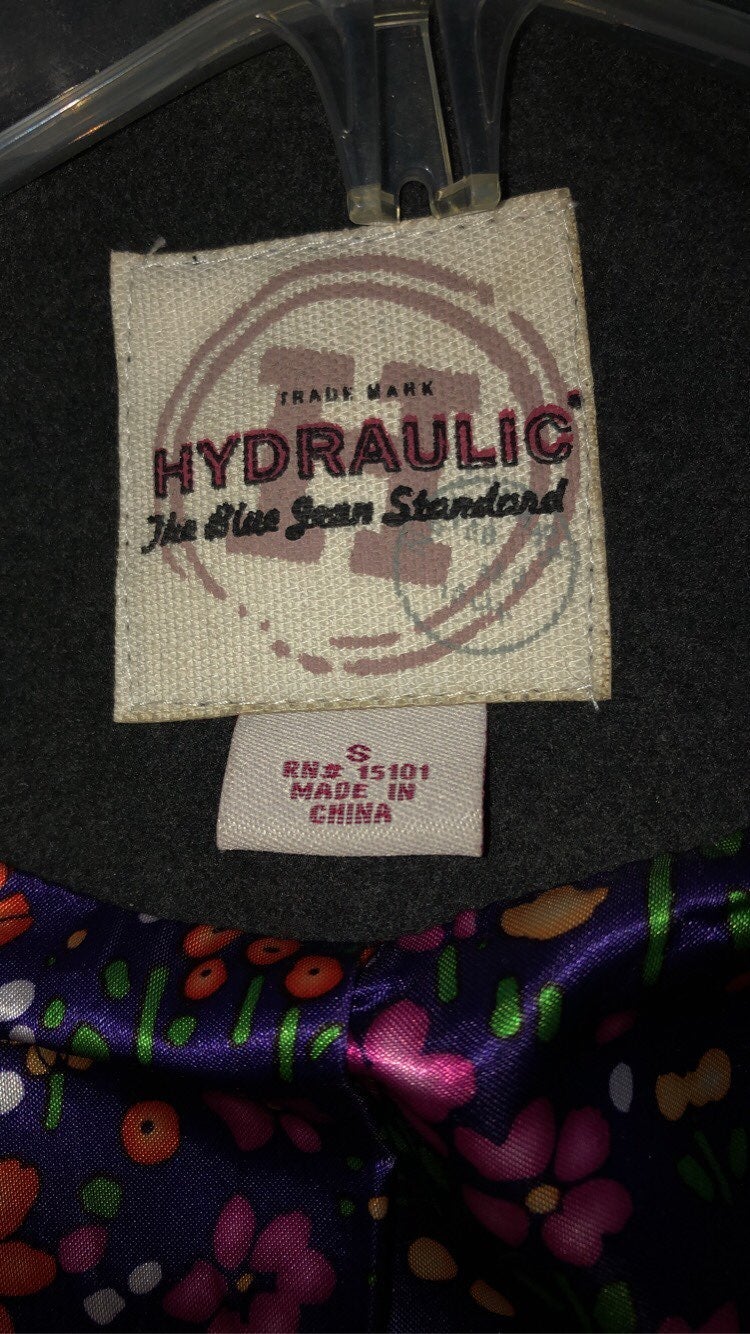 TRADE MARK
HYDRAULIC
The Blue Jean Standard
S
RN# 15101
MADE IN
CHINA